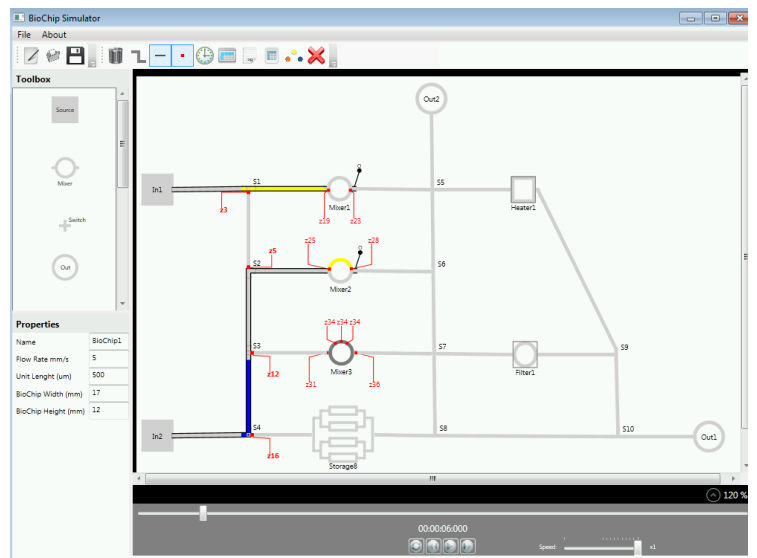 BioChip Simulator
File About
Toolbox
Source
Mixer
Switch
Out
Properties
Name BioChip1
Flow Rate mm/s 5
Unit Lenght (um) 500
BioChip Width (mm) 17
BioChip Height (mm) 12
Out2
In1
S1
z3
z19
z23
Mixer1
S5
Heater1
z5
z25
z28
S2
Mixer2
S6
z34 z34 z34
S3
z12
z31
z36
Mixer3
S7
Filter1
S9
In2
S4
z16
Storage8
S8
S10
Out1
120 %
00:00:06:000
Speed: x1